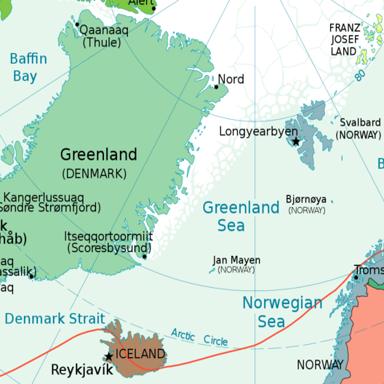 Alert
Qaanaaq
(Thule)
FRANZ
JOSEF
LAND
Baffin
Bay
80
Nord
Longyearbyen
Svalbard
(NORWAY)
Greenland
(DENMARK)
B
Kangerlussuaq
Søndre Strømfjord)
Bjørnøya
(NORWAY)
Greenland
Sea
k
håb)
Ittseqqortoormiit
(Scoresbysund)
aq
assalik)
aq
Jan Mayen
(NORWAY)
Troms
Norwegian
Sea
Denmark Strait
Arctic Circle
ICELAND
Reykjavík
NORWAY